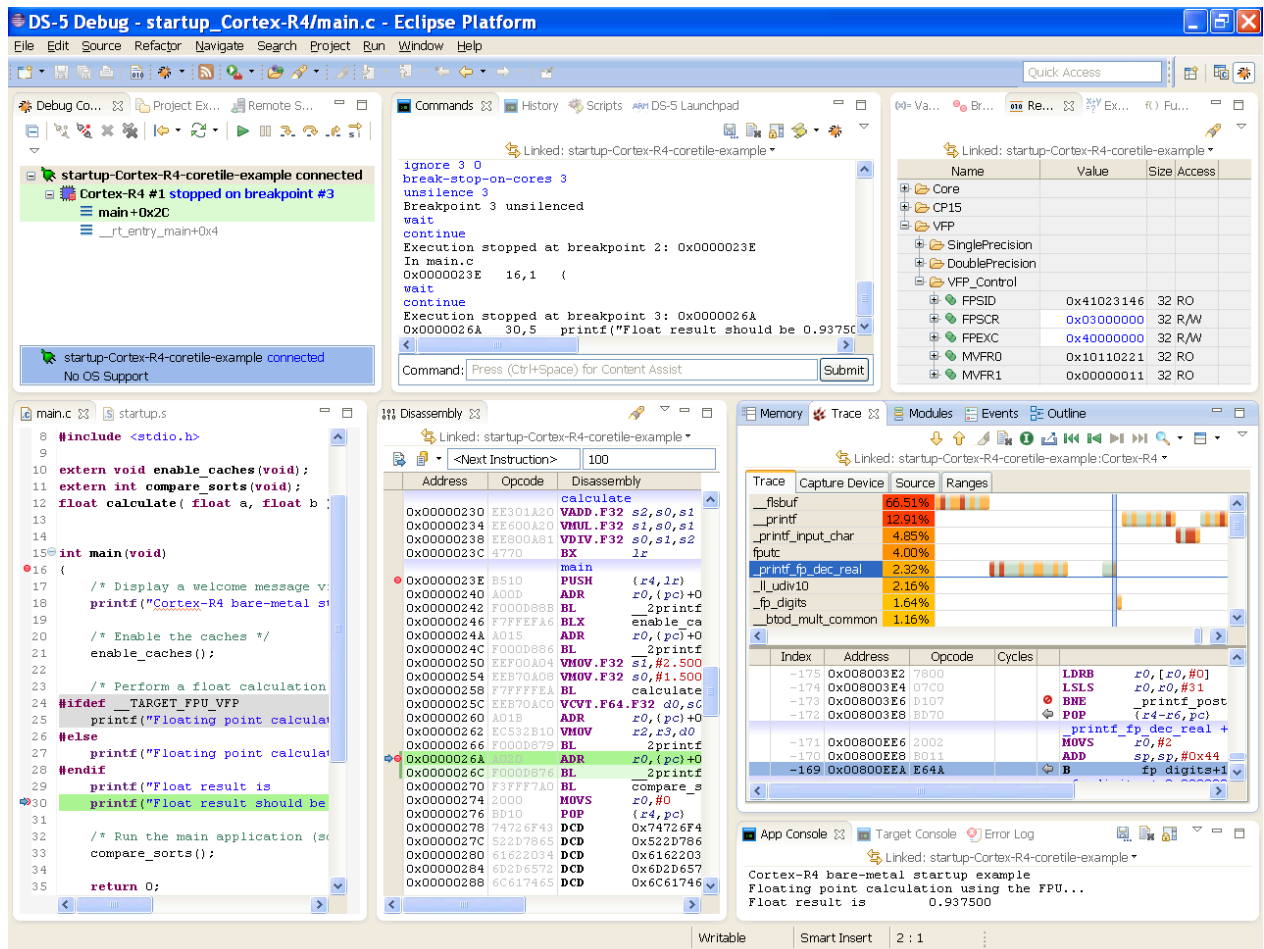 DS-5 Debug - startup_Cortex-R4/main.c - Eclipse Platform
File Edit Source Refactor Navigate Search Project Run Window Help
Quick Access
Debug Co... Project Ex... Remote S...
startup-Cortex-R4-coretile-example connected
Cortex-R4 #1 stopped on breakpoint #3
main+0x2C
__rt_entry_main+0x4
startup-Cortex-R4-coretile-example connected
No OS Support
Commands History Scripts ARM DS-5 Launchpad
Linked: startup-Cortex-R4-coretile-example
ignore 3 0
break-stop-on-cores 3
unsilence 3
Breakpoint 3 unsilenced
wait
continue
Execution stopped at breakpoint 2: 0x0000023E
In main.c
0x0000023E 16,1 {
wait
continue
Execution stopped at breakpoint 3: 0x0000026A
0x0000026A 30,5 printf("Float result should be 0.9375
Command: Press (Ctrl+Space) for Content Assist Submit
(x)= Va... Br... Re... Ex... f() Fu...
Linked: startup-Cortex-R4-coretile-example
Name Value Size Access
Core
CP15
VFP
SinglePrecision
DoublePrecision
VFP_Control
FPSID 0x41023146 32 RO
FPSCR 0x03000000 32 R/W
FPEXC 0x40000000 32 R/W
MVFR0 0x10110221 32 RO
MVFR1 0x00000011 32 RO
main.c startup.s
8 #include <stdio.h>
9
10 extern void enable_caches(void);
11 extern int compare_sorts(void);
12 float calculate( float a, float b )
13
14
15 int main(void)
16 {
17 /* Display a welcome message vi
18 printf("Cortex-R4 bare-metal st
19
20 /* Enable the caches */
21 enable_caches();
22
23 /* Perform a float calculation
24 #ifdef __TARGET_FPU_VFP
25 printf("Floating point calculat
26 #else
27 printf("Floating point calculat
28 #endif
29 printf("Float result is
30 printf("Float result should be
31
32 /* Run the main application (so
33 compare_sorts();
34
35 return 0;
Disassembly
Linked: startup-Cortex-R4-coretile-example
<Next Instruction> 100
Address Opcode Disassembly
calculate
0x00000230 EE301A20 VADD.F32 s2,s0,s1
0x00000234 EE600A20 VMUL.F32 s1,s0,s1
0x00000238 EE800A81 VDIV.F32 s0,s1,s2
0x0000023C 4770 BX lr
main
0x0000023E B510 PUSH {r4,lr}
0x00000240 A00D ADR r0,{pc}+0
0x00000242 F000D88B BL __2printf
0x00000246 F7FFEFA6 BLX enable_ca
0x0000024A A015 ADR r0,{pc}+0
0x0000024C F000D886 BL __2printf
0x00000250 EEF00A04 VMOV.F32 s1,#2.500
0x00000254 EEB70A08 VMOV.F32 s0,#1.500
0x00000258 F7FFFFEA BL calculate
0x0000025C EEB70AC0 VCVT.F64.F32 d0,s0
0x00000260 A01B ADR r0,{pc}+0
0x00000262 EC532B10 VMOV r2,r3,d0
0x00000266 F000D879 BL __2printf
0x0000026A A020 ADR r0,{pc}+0
0x0000026C F000D876 BL __2printf
0x00000270 F3FFF7A0 BL compare_s
0x00000274 2000 MOVS r0,#0
0x00000276 BD10 POP {r4,pc}
0x00000278 74726F43 DCD 0x74726F4
0x0000027C 522D7865 DCD 0x522D786
0x00000280 61622034 DCD 0x6162203
0x00000284 6D2D6572 DCD 0x6D2D657
0x00000288 6C617465 DCD 0x6C61746
Memory Trace Modules Events Outline
Linked: startup-Cortex-R4-coretile-example:Cortex-R4
Trace Capture Device Source Ranges
__flsbuf 66.51%
__printf 12.91%
_printf_input_char 4.85%
fputc 4.00%
_printf_fp_dec_real 2.32%
_ll_udiv10 2.16%
_fp_digits 1.64%
__btod_mult_common 1.16%
Index Address Opcode Cycles
-175 0x008003E2 7800 LDRB r0,[r0,#0]
-174 0x008003E4 07C0 LSLS r0,r0,#31
-173 0x008003E6 D107 BNE _printf_post
-172 0x008003E8 BD70 POP {r4-r6,pc}
_printf_fp_dec_real +
-171 0x00800EE6 2002 MOVS r0,#2
-170 0x00800EE8 B011 ADD sp,sp,#0x44
-169 0x00800EEA E64A B _fp_digits+1
App Console Target Console Error Log
Linked: startup-Cortex-R4-coretile-example
Cortex-R4 bare-metal startup example
Floating point calculation using the FPU...
Float result is 0.937500
Writable Smart Insert 2 : 1